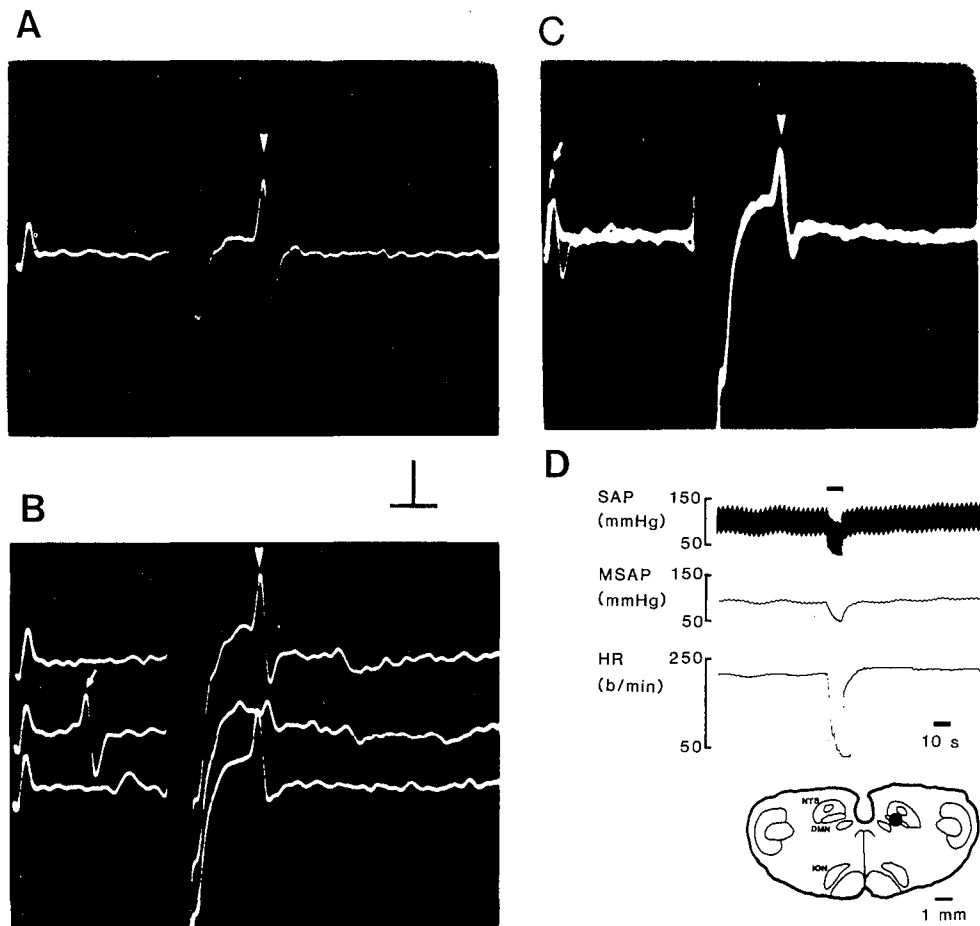 A
C
B
D
SAP 150
(mmHg)
50
MSAP 150
(mmHg)
50
HR 250
(b/min)
50
10 s
NTS
DMN
ION
1 mm